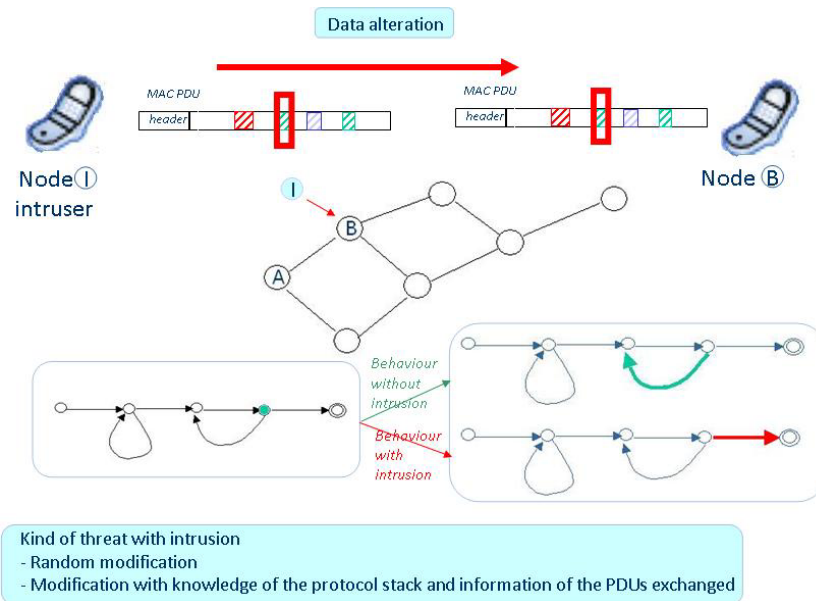 Data alteration
MAC PDU
header
MAC PDU
header
Node I
intruser
Node B
I
B
A
Behaviour
without
intrusion
Behaviour
with
intrusion
Kind of threat with intrusion
- Random modification
- Modification with knowledge of the protocol stack and information of the PDUs exchanged